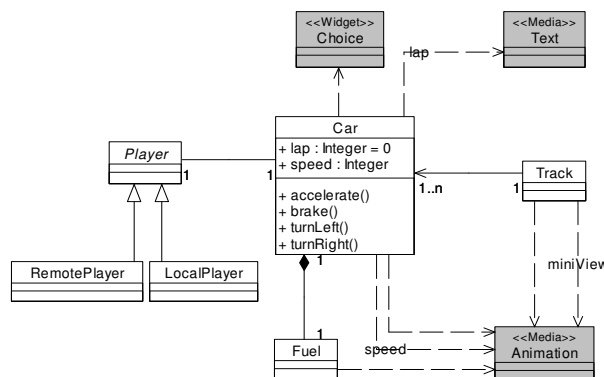 <<Widget>>
Choice
<<Media>>
Text
lap
Car
+ lap : Integer = 0
+ speed : Integer
+ accelerate()
+ brake()
+ turnLeft()
+ turnRight()
Player
1
1
1..n
1
Track
RemotePlayer
LocalPlayer
1
miniView
1
Fuel
speed
<<Media>>
Animation